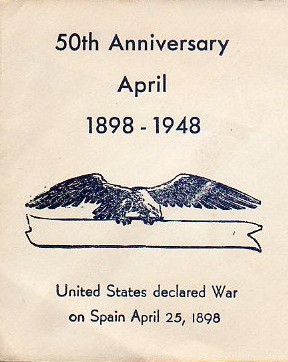 50th Anniversary
April
1898 - 1948
United States declared War
on Spain April 25, 1898